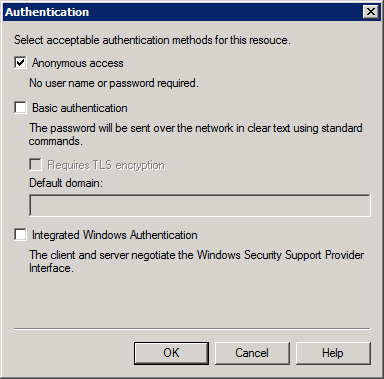 Authentication
Select acceptable authentication methods for this resouce.
Anonymous access
No user name or password required.
Basic authentication
The password will be sent over the network in clear text using standard
commands.
Requires TLS encryption
Default domain:
Integrated Windows Authentication
The client and server negotiate the Windows Security Support Provider
Interface.
OK
Cancel
Help